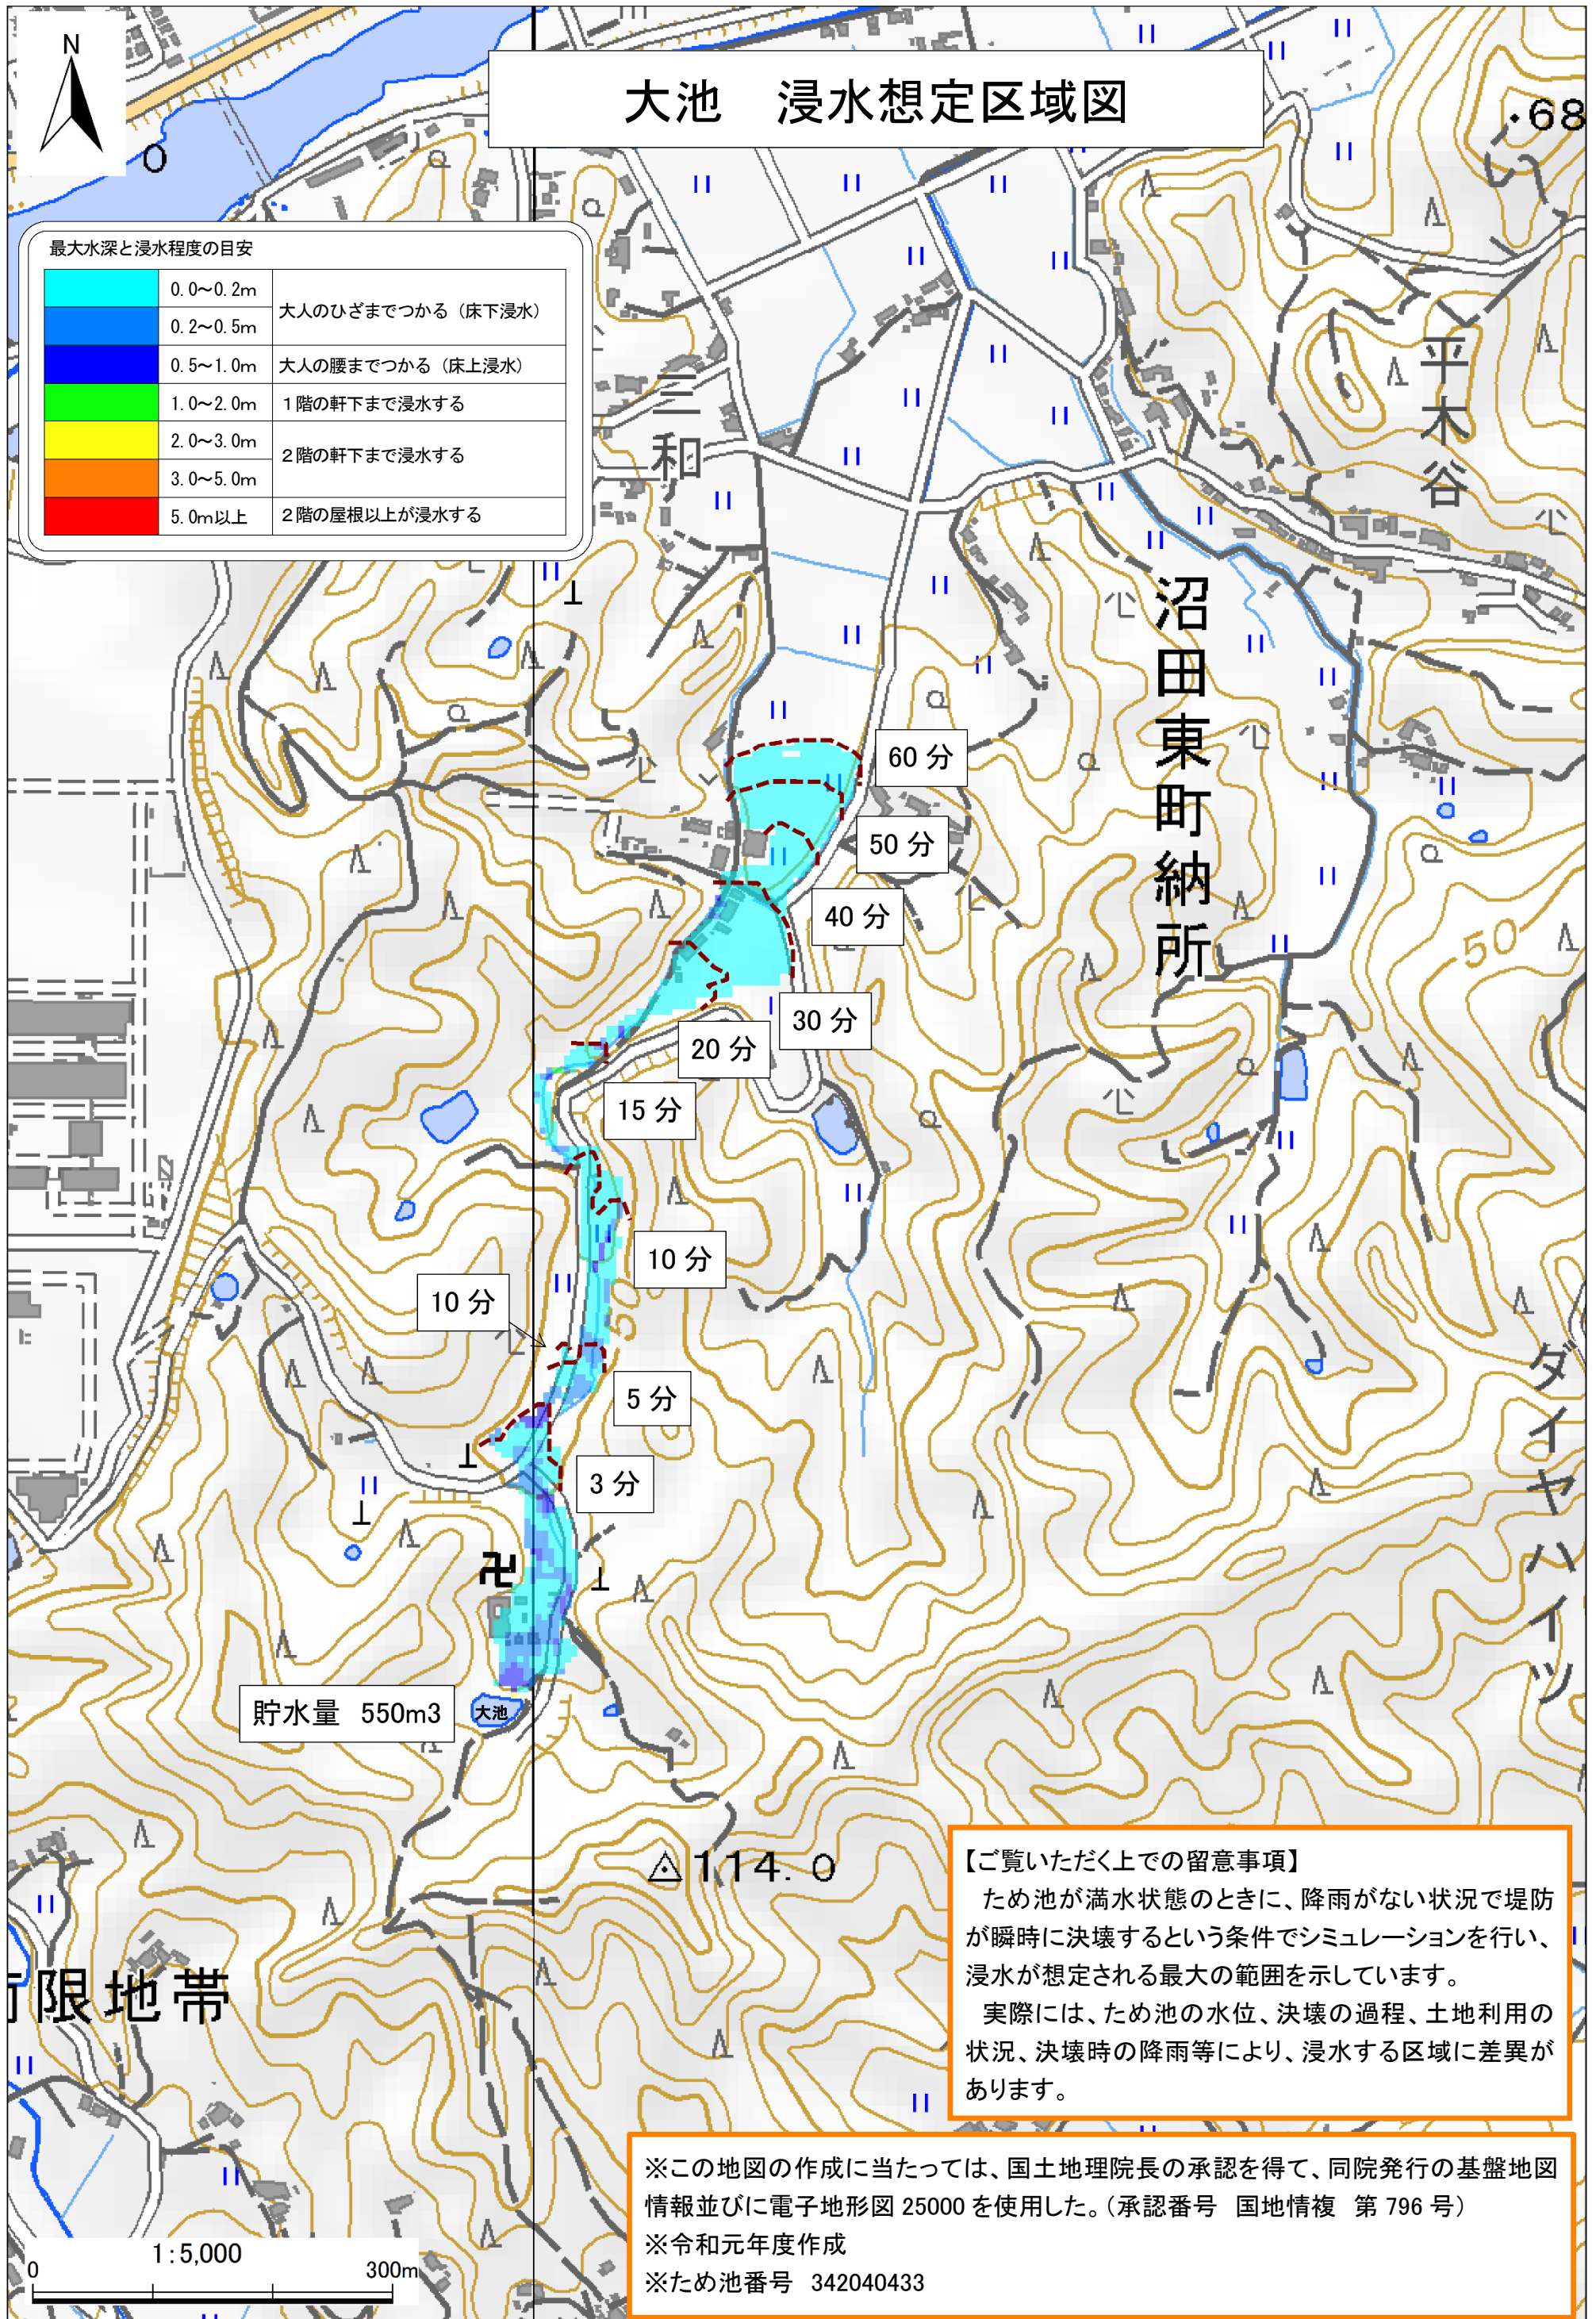 N
大池　浸水想定区域図
・68
0
最大水深と浸水程度の目安
0.0～0.2m
大人のひざまでつかる（床下浸水）
0.2～0.5m
0.5～1.0m　大人の腰までつかる（床上浸水）
1.0～2.0m　１階の軒下まで浸水する
2.0～3.0m
２階の軒下まで浸水する
3.0～5.0m
5.0m以上　２階の屋根以上が浸水する
三和
平木谷
沼田東町納所
60 分
50 分
40 分
50
30 分
20 分
15 分
10 分
10 分
50
5 分
3 分
ダイヤハイツ
貯水量　550m3
大池
114.0
限地帯
【ご覧いただく上での留意事項】
　ため池が満水状態のときに、降雨がない状況で堤防
が瞬時に決壊するという条件でシミュレーションを行い、
浸水が想定される最大の範囲を示しています。
　実際には、ため池の水位、決壊の過程、土地利用の
状況、決壊時の降雨等により、浸水する区域に差異が
あります。
※この地図の作成に当たっては、国土地理院長の承認を得て、同院発行の基盤地図
情報並びに電子地形図 25000 を使用した。（承認番号　国地情複　第 796 号）
※令和元年度作成
※ため池番号　342040433
1:5,000
0　300m